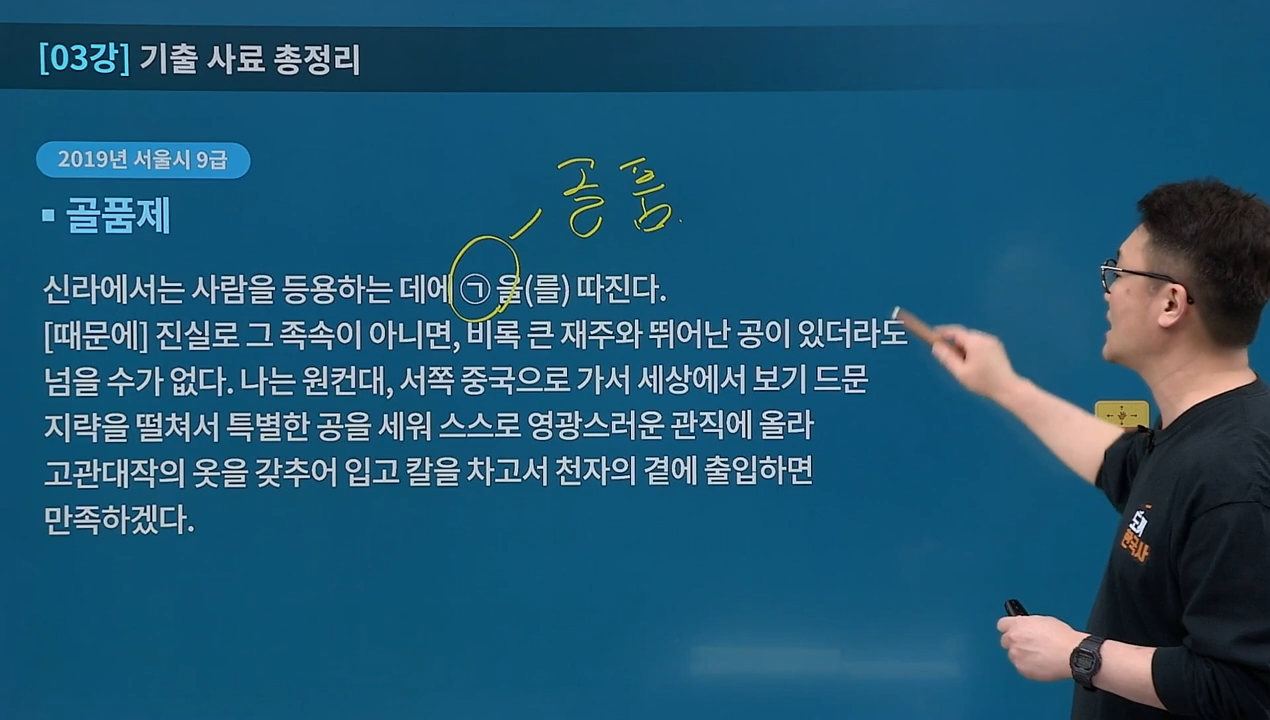 [03강] 기출 사료 총정리
2019년 서울시 9급
골품제
골품
신라에서는 사람을 등용하는 데에 ㉠을(를) 따진다.
[때문에] 진실로 그 족속이 아니면, 비록 큰 재주와 뛰어난 공이 있더라도
넘을 수가 없다. 나는 원컨대, 서쪽 중국으로 가서 세상에서 보기 드문
지략을 떨쳐서 특별한 공을 세워 스스로 영광스러운 관직에 올라
고관대작의 옷을 갖추어 입고 칼을 차고서 천자의 곁에 출입하면
만족하겠다.
한국사